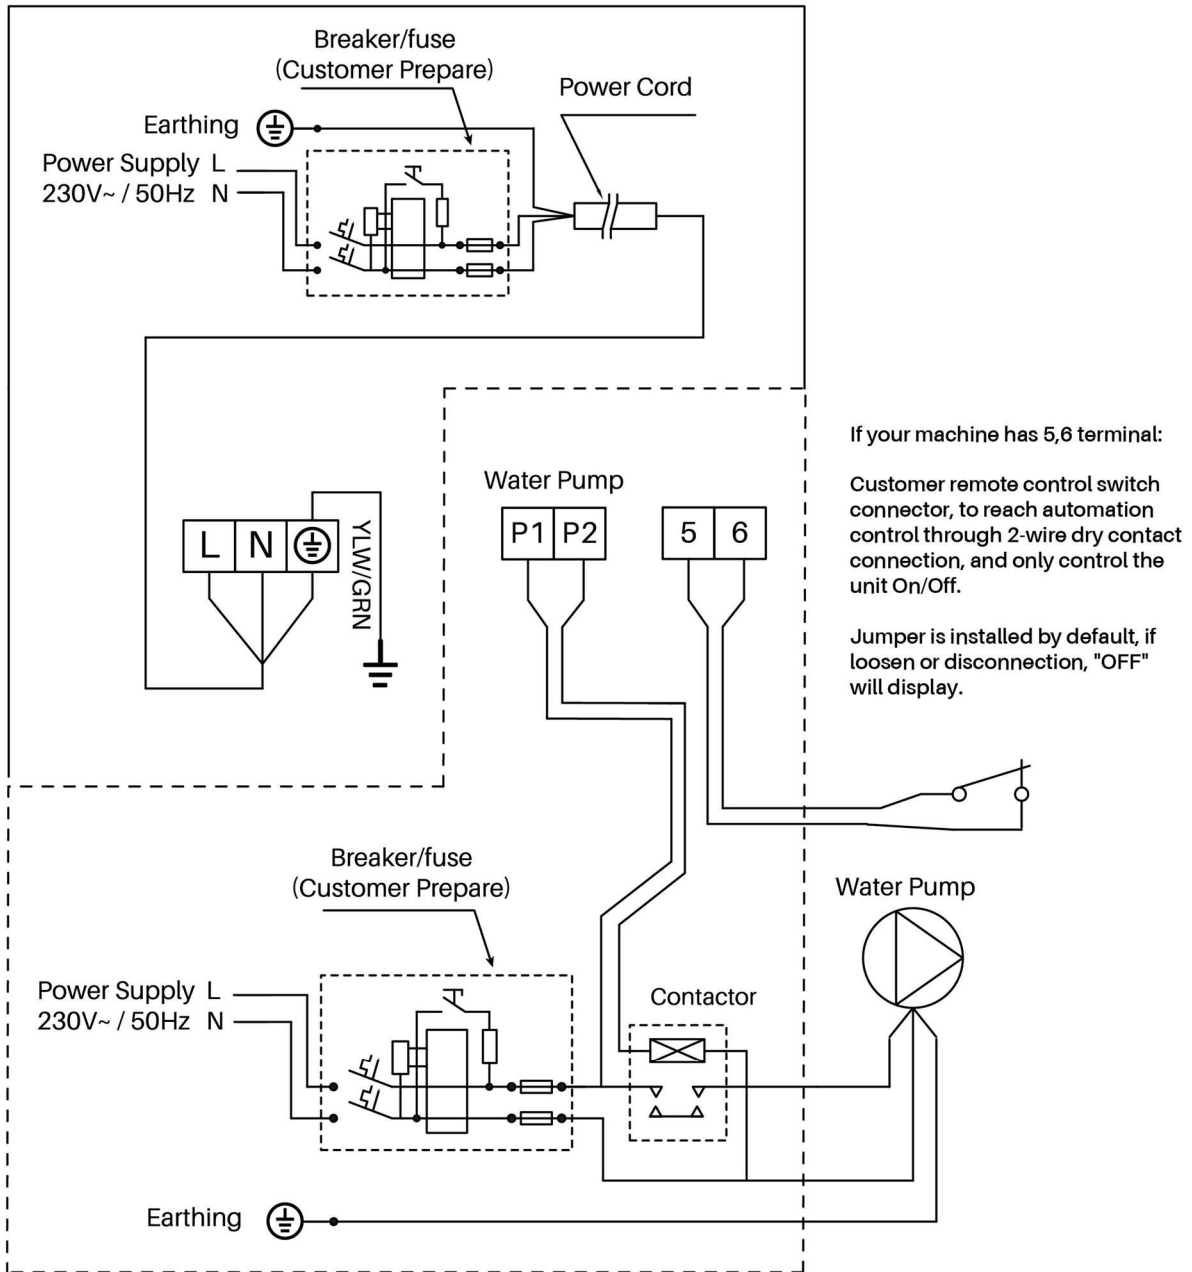 Breaker/fuse
(Customer Prepare)
Power Cord
Earthing
Power Supply L
230V~ / 50Hz N
If your machine has 5,6 terminal:
Customer remote control switch
connector, to reach automation
control through 2-wire dry contact
connection, and only control the
unit On/Off.
Jumper is installed by default, if
loosen or disconnection, "OFF"
will display.
Water Pump
P1 P2
5 6
L N
YLW/GRN
Breaker/fuse
(Customer Prepare)
Water Pump
Power Supply L
230V~ / 50Hz N
Contactor
Earthing